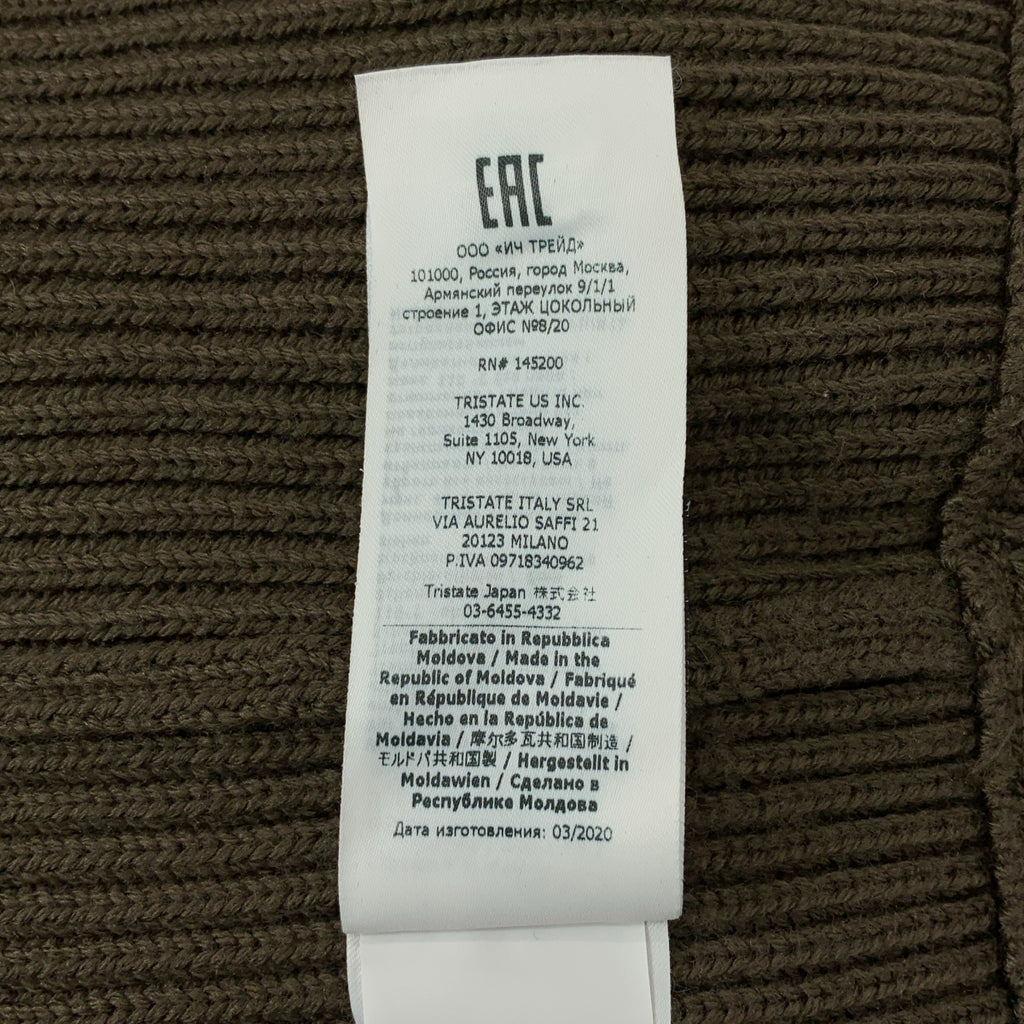 EAC
ООО «ИЧ ТРЕЙД»
101000, Россия, город Москва,
Армянский переулок 9/1/1
строение 1, ЭТАЖ ЦОКОЛЬНЫЙ
ОФИС №8/20
RN# 145200
TRISTATE US INC.
1430 Broadway,
Suite 1105, New York
NY 10018, USA
TRISTATE ITALY SRL
VIA AURELIO SAFFI 21
20123 MILANO
P.IVA 09718340962
Tristate Japan 株式会社
03-6455-4332
Fabbricato in Repubblica
Moldova / Made in the
Republic of Moldova / Fabriqué
en République de Moldavie /
Hecho en la República de
Moldavia / 摩尔多瓦共和国制造 /
モルドバ共和国製 / Hergestellt in
Moldawien / Сделано в
Республике Молдова
Дата изготовления: 03/2020